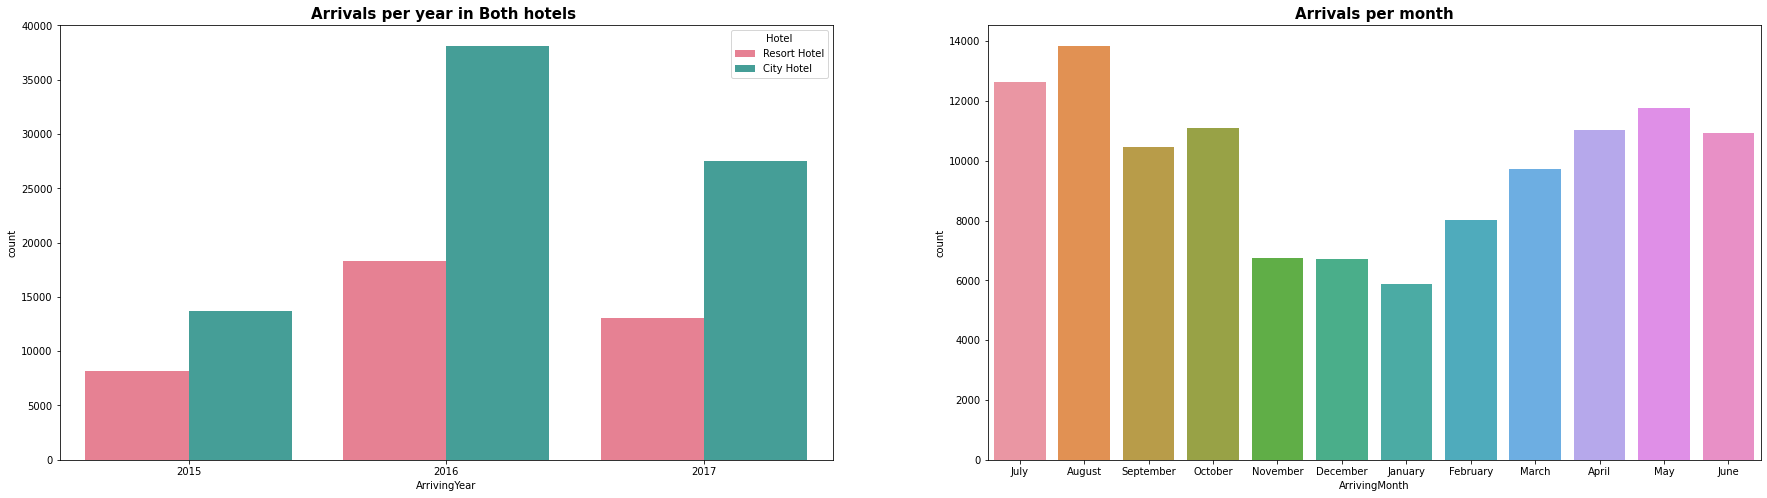 Arrivals per year in Both hotels
40000
35000
30000
25000
20000
15000
10000
5000
0
count
Hotel
Resort Hotel
City Hotel
2015 2016 2017
ArrivingYear
Arrivals per month
14000
12000
10000
8000
6000
4000
2000
0
count
July August September October November December January February March April May June
ArrivingMonth